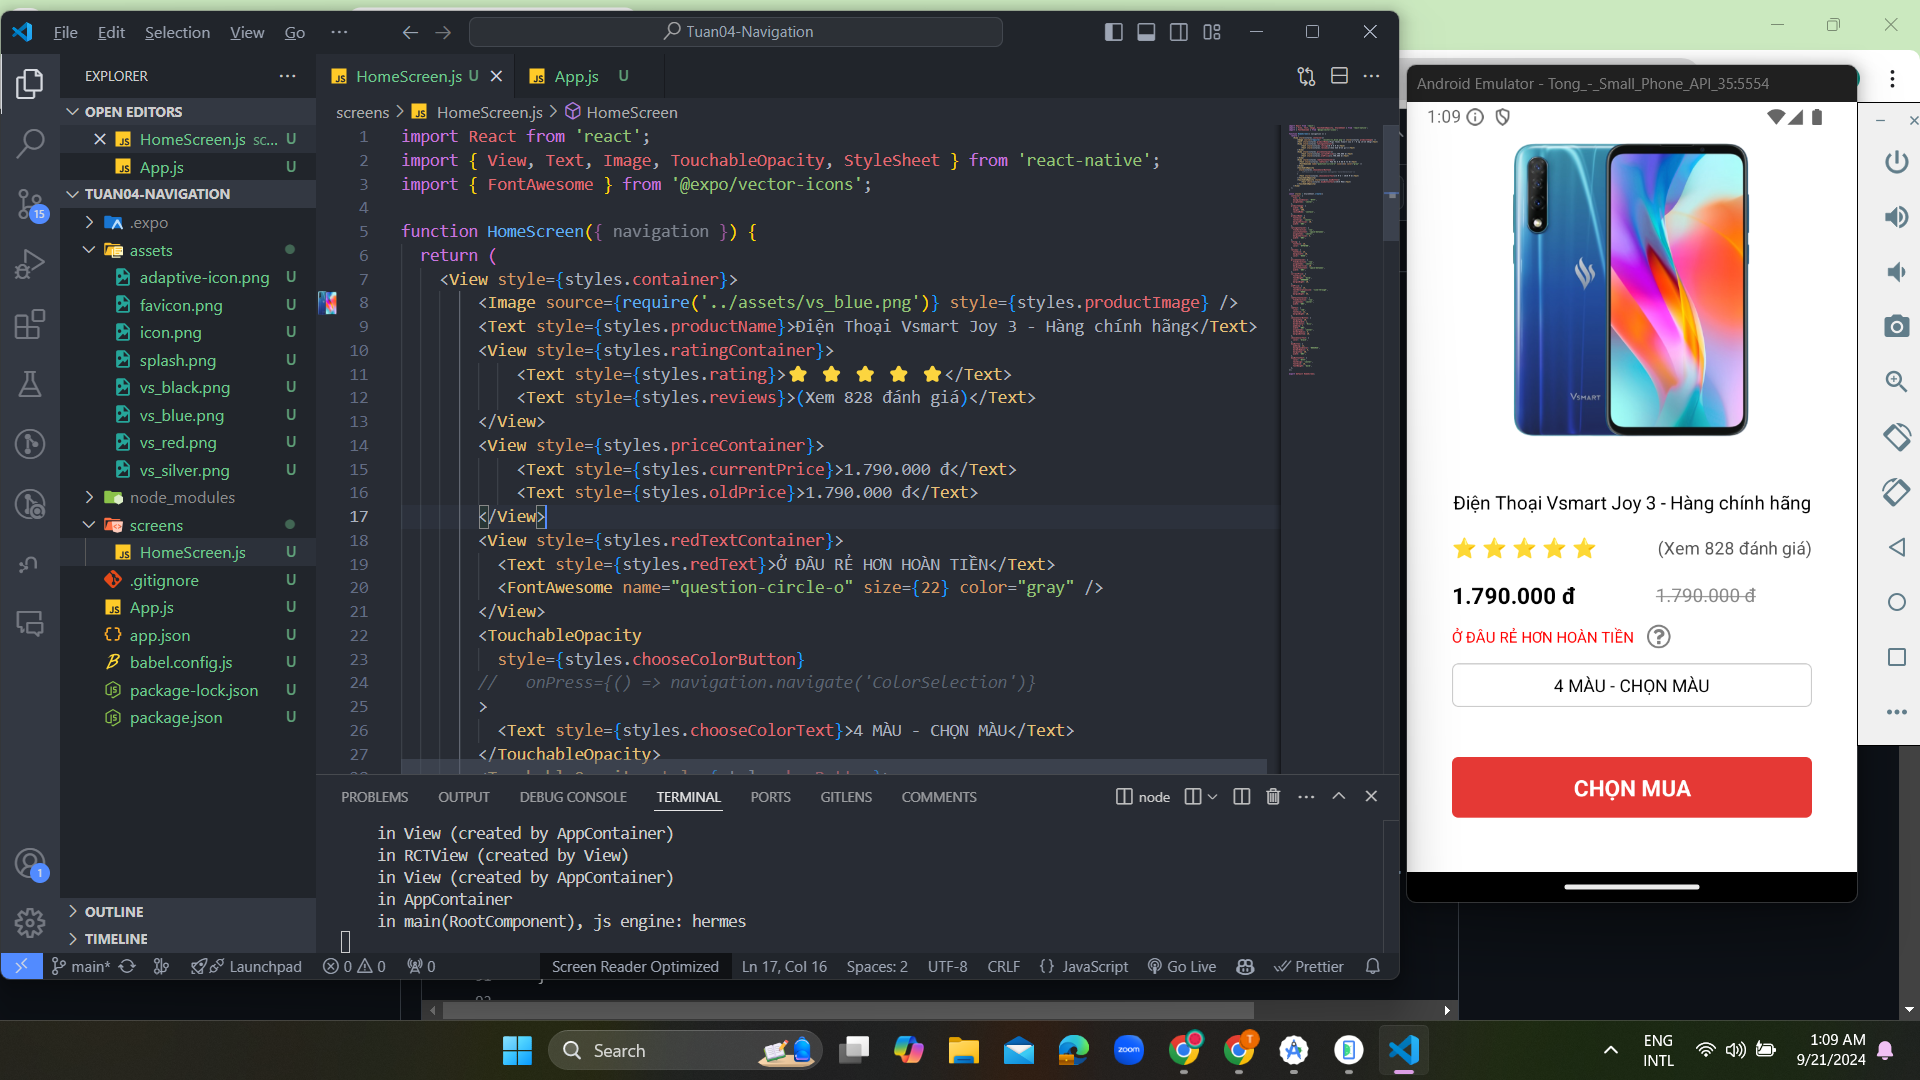 File Edit Selection View Go ···
Tuan04-Navigation
EXPLORER
OPEN EDITORS
HomeScreen.js sc... U
App.js U
TUAN04-NAVIGATION
.expo
assets
adaptive-icon.png U
favicon.png U
icon.png U
splash.png U
vs_black.png U
vs_blue.png U
vs_red.png U
vs_silver.png U
node_modules
screens
HomeScreen.js U
.gitignore U
App.js U
app.json U
babel.config.js U
package-lock.json U
package.json U
OUTLINE
TIMELINE
15
1
HomeScreen.js U
App.js U
screens > HomeScreen.js > HomeScreen
1 import React from 'react';
2 import { View, Text, Image, TouchableOpacity, StyleSheet } from 'react-native';
3 import { FontAwesome } from '@expo/vector-icons';
4
5 function HomeScreen({ navigation }) {
6 return (
7 <View style={styles.container}>
8 <Image source={require('../assets/vs_blue.png')} style={styles.productImage} />
9 <Text style={styles.productName}>Điện Thoại Vsmart Joy 3 - Hàng chính hãng</Text>
10 <View style={styles.ratingContainer}>
11 <Text style={styles.rating}>⭐ ⭐ ⭐ ⭐ ⭐</Text>
12 <Text style={styles.reviews}>(Xem 828 đánh giá)</Text>
13 </View>
14 <View style={styles.priceContainer}>
15 <Text style={styles.currentPrice}>1.790.000 đ</Text>
16 <Text style={styles.oldPrice}>1.790.000 đ</Text>
17 </View>
18 <View style={styles.redTextContainer}>
19 <Text style={styles.redText}>Ở ĐÂU RẺ HƠN HOÀN TIỀN</Text>
20 <FontAwesome name="question-circle-o" size={22} color="gray" />
21 </View>
22 <TouchableOpacity
23 style={styles.chooseColorButton}
24 // onPress={() => navigation.navigate('ColorSelection')}
25 >
26 <Text style={styles.chooseColorText}>4 MÀU - CHỌN MÀU</Text>
27 </TouchableOpacity>
PROBLEMS OUTPUT DEBUG CONSOLE TERMINAL PORTS GITLENS COMMENTS
node
in View (created by AppContainer)
in RCTView (created by View)
in View (created by AppContainer)
in AppContainer
in main(RootComponent), js engine: hermes
main* Launchpad 0 0 0 Screen Reader Optimized Ln 17, Col 16 Spaces: 2 UTF-8 CRLF {} JavaScript Go Live Prettier
Android Emulator - Tong_-_Small_Phone_API_35:5554
1:09
VSMART
Điện Thoại Vsmart Joy 3 - Hàng chính hãng
⭐ ⭐ ⭐ ⭐ ⭐ (Xem 828 đánh giá)
1.790.000 đ 1.790.000 đ
Ở ĐÂU RẺ HƠN HOÀN TIỀN ?
4 MÀU - CHỌN MÀU
CHỌN MUA
Search
zoom
T
ENG
INTL
1:09 AM
9/21/2024